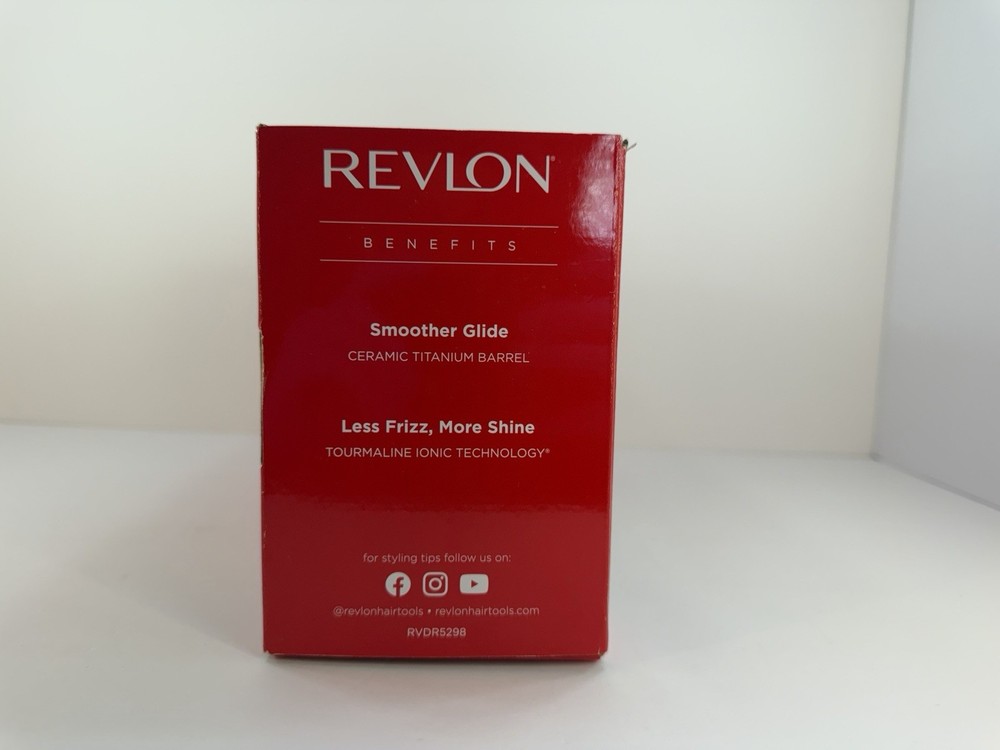 REVLON®
BENEFITS
Smoother Glide
CERAMIC TITANIUM BARREL
Less Frizz, More Shine
TOURMALINE IONIC TECHNOLOGY®
for styling tips follow us on:
@revlonhairtools • revlonhairtools.com
RVDR5298